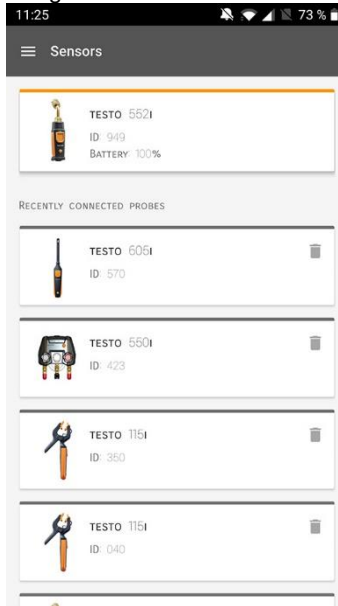 11:25 73 %
Sensors
TESTO 552I
ID: 949
BATTERY: 100%
RECENTLY CONNECTED PROBES
TESTO 605I
ID: 570
TESTO 550I
ID: 423
TESTO 115I
ID: 350
TESTO 115I
ID: 040